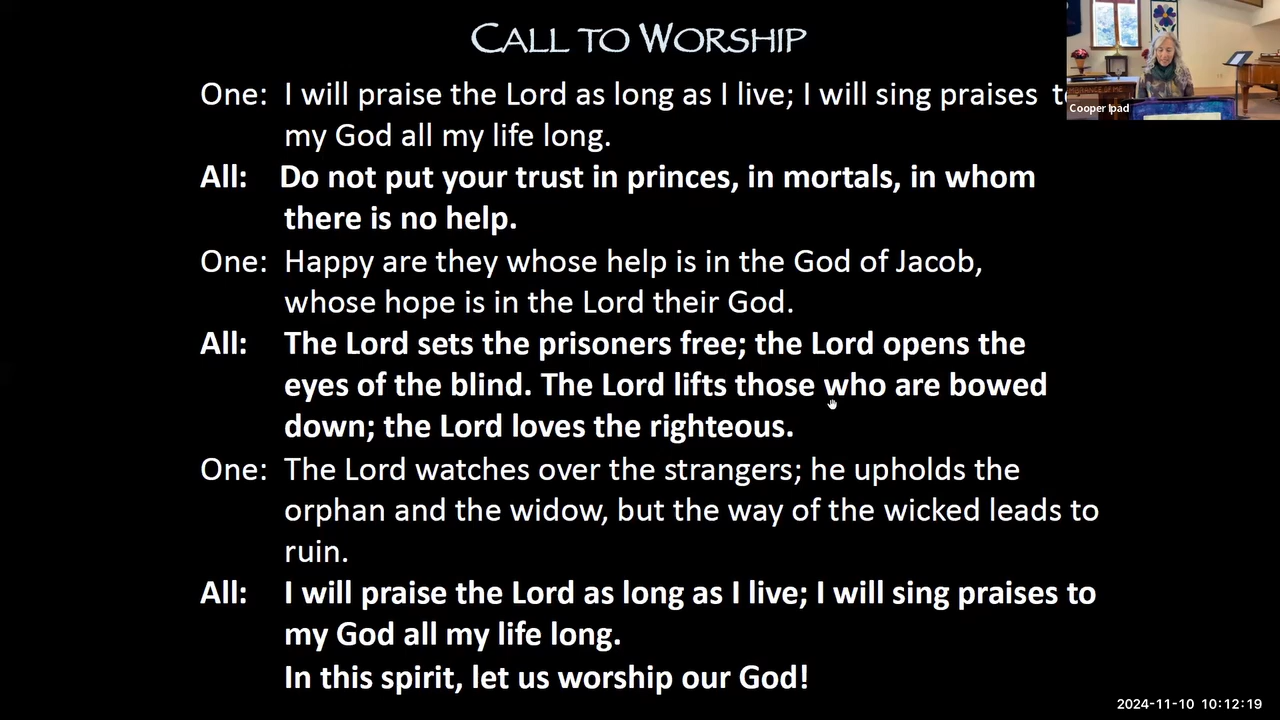 CALL TO WORSHIP
One: I will praise the Lord as long as I live; I will sing praises
my God all my life long.
All: Do not put your trust in princes, in mortals, in whom
there is no help.
One: Happy are they whose help is in the God of Jacob,
whose hope is in the Lord their God.
All: The Lord sets the prisoners free; the Lord opens the
eyes of the blind. The Lord lifts those who are bowed
down; the Lord loves the righteous.
One: The Lord watches over the strangers; he upholds the
orphan and the widow, but the way of the wicked leads to
ruin.
All: I will praise the Lord as long as I live; I will sing praises to
my God all my life long.
In this spirit, let us worship our God!
Cooper Ipad
2024-11-10 10:12:19